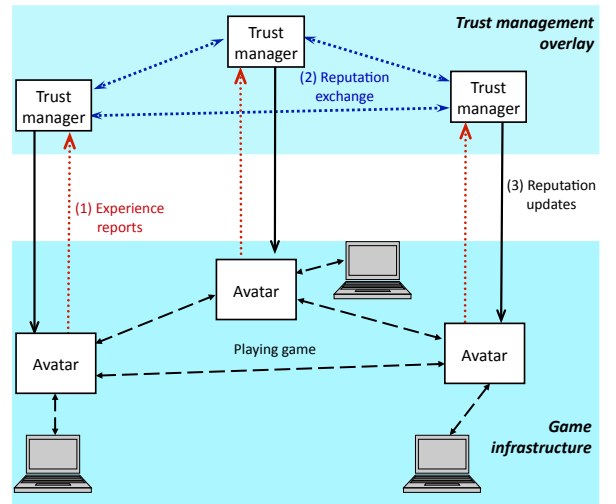 Trust management
overlay
Trust
manager
(2) Reputation
exchange
Trust
manager
Trust
manager
(1) Experience
reports
(3) Reputation
updates
Avatar
Playing game
Avatar
Avatar
Game
infrastructure